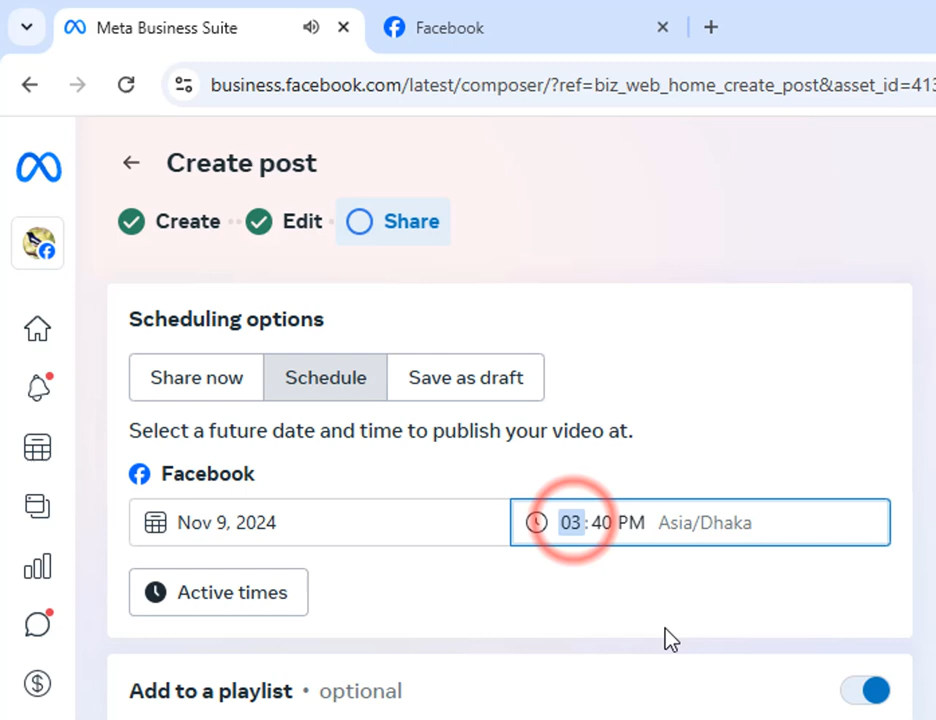 Meta Business Suite
Facebook
business.facebook.com/latest/composer/?ref=biz_web_home_create_post&asset_id=413
Create post
Create
Edit
Share
Scheduling options
Share now
Schedule
Save as draft
Select a future date and time to publish your video at.
Facebook
Nov 9, 2024
03:40 PM Asia/Dhaka
Active times
Add to a playlist • optional